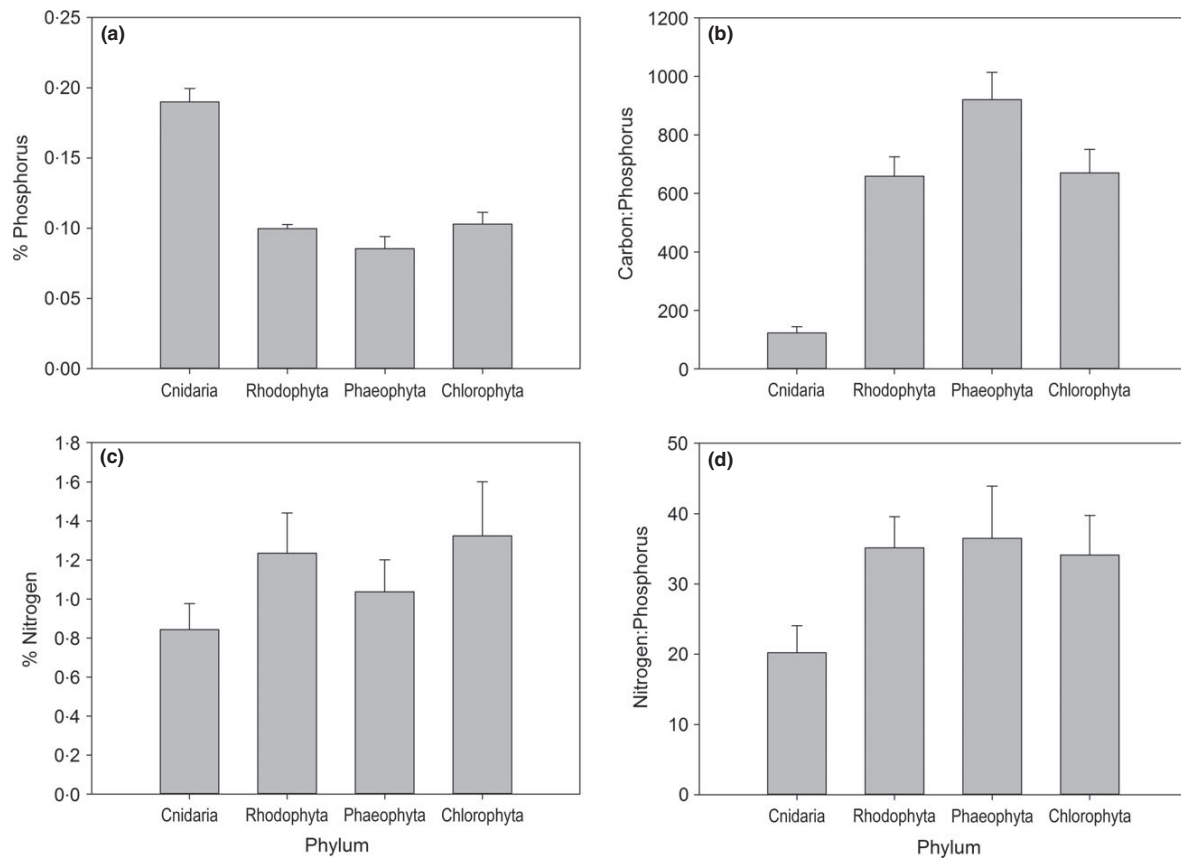 (a)
% Phosphorus
0·25
0·20
0·15
0·10
0·05
0·00
Cnidaria Rhodophyta Phaeophyta Chlorophyta
(b)
Carbon:Phosphorus
1200
1000
800
600
400
200
0
Cnidaria Rhodophyta Phaeophyta Chlorophyta
(c)
% Nitrogen
1·8
1·6
1·4
1·2
1·0
0·8
0·6
0·4
0·2
0·0
Cnidaria Rhodophyta Phaeophyta Chlorophyta
Phylum
(d)
Nitrogen:Phosphorus
50
40
30
20
10
0
Cnidaria Rhodophyta Phaeophyta Chlorophyta
Phylum